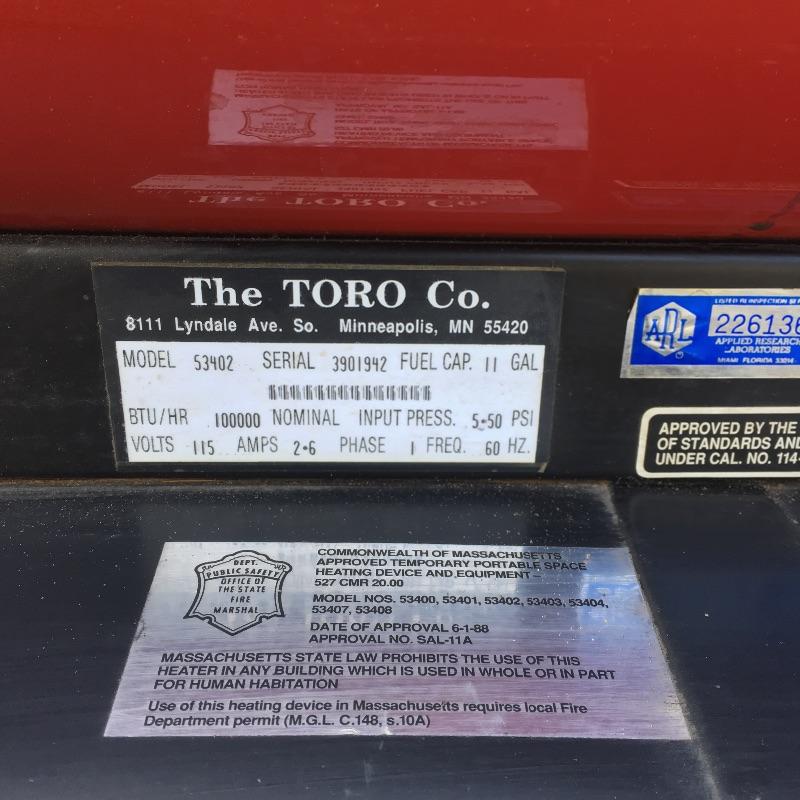 The TORO Co.
8111 Lyndale Ave. So. Minneapolis, MN 55420
MODEL 53402 SERIAL 3901942 FUEL CAP. 11 GAL
BTU/HR 100000 NOMINAL INPUT PRESS. 5-50 PSI
VOLTS 115 AMPS 2·6 PHASE 1 FREQ. 60 HZ.
ARL
226136
APPLIED RESEARCH
LABORATORIES
MIAMI FLORIDA
APPROVED BY THE
OF STANDARDS AND
UNDER CAL. NO. 114-
DEPT.
PUBLIC SAFETY
OFFICE OF
THE STATE
FIRE
MARSHAL
COMMONWEALTH OF MASSACHUSETTS
APPROVED TEMPORARY PORTABLE SPACE
HEATING DEVICE AND EQUIPMENT—
527 CMR 20.00
MODEL NOS. 53400, 53401, 53402, 53403, 53404,
53407, 53408
DATE OF APPROVAL 6-1-88
APPROVAL NO. SAL-11A
MASSACHUSETTS STATE LAW PROHIBITS THE USE OF THIS
HEATER IN ANY BUILDING WHICH IS USED IN WHOLE OR IN PART
FOR HUMAN HABITATION
Use of this heating device in Massachusetts requires local Fire
Department permit (M.G.L. C.148, s.10A)